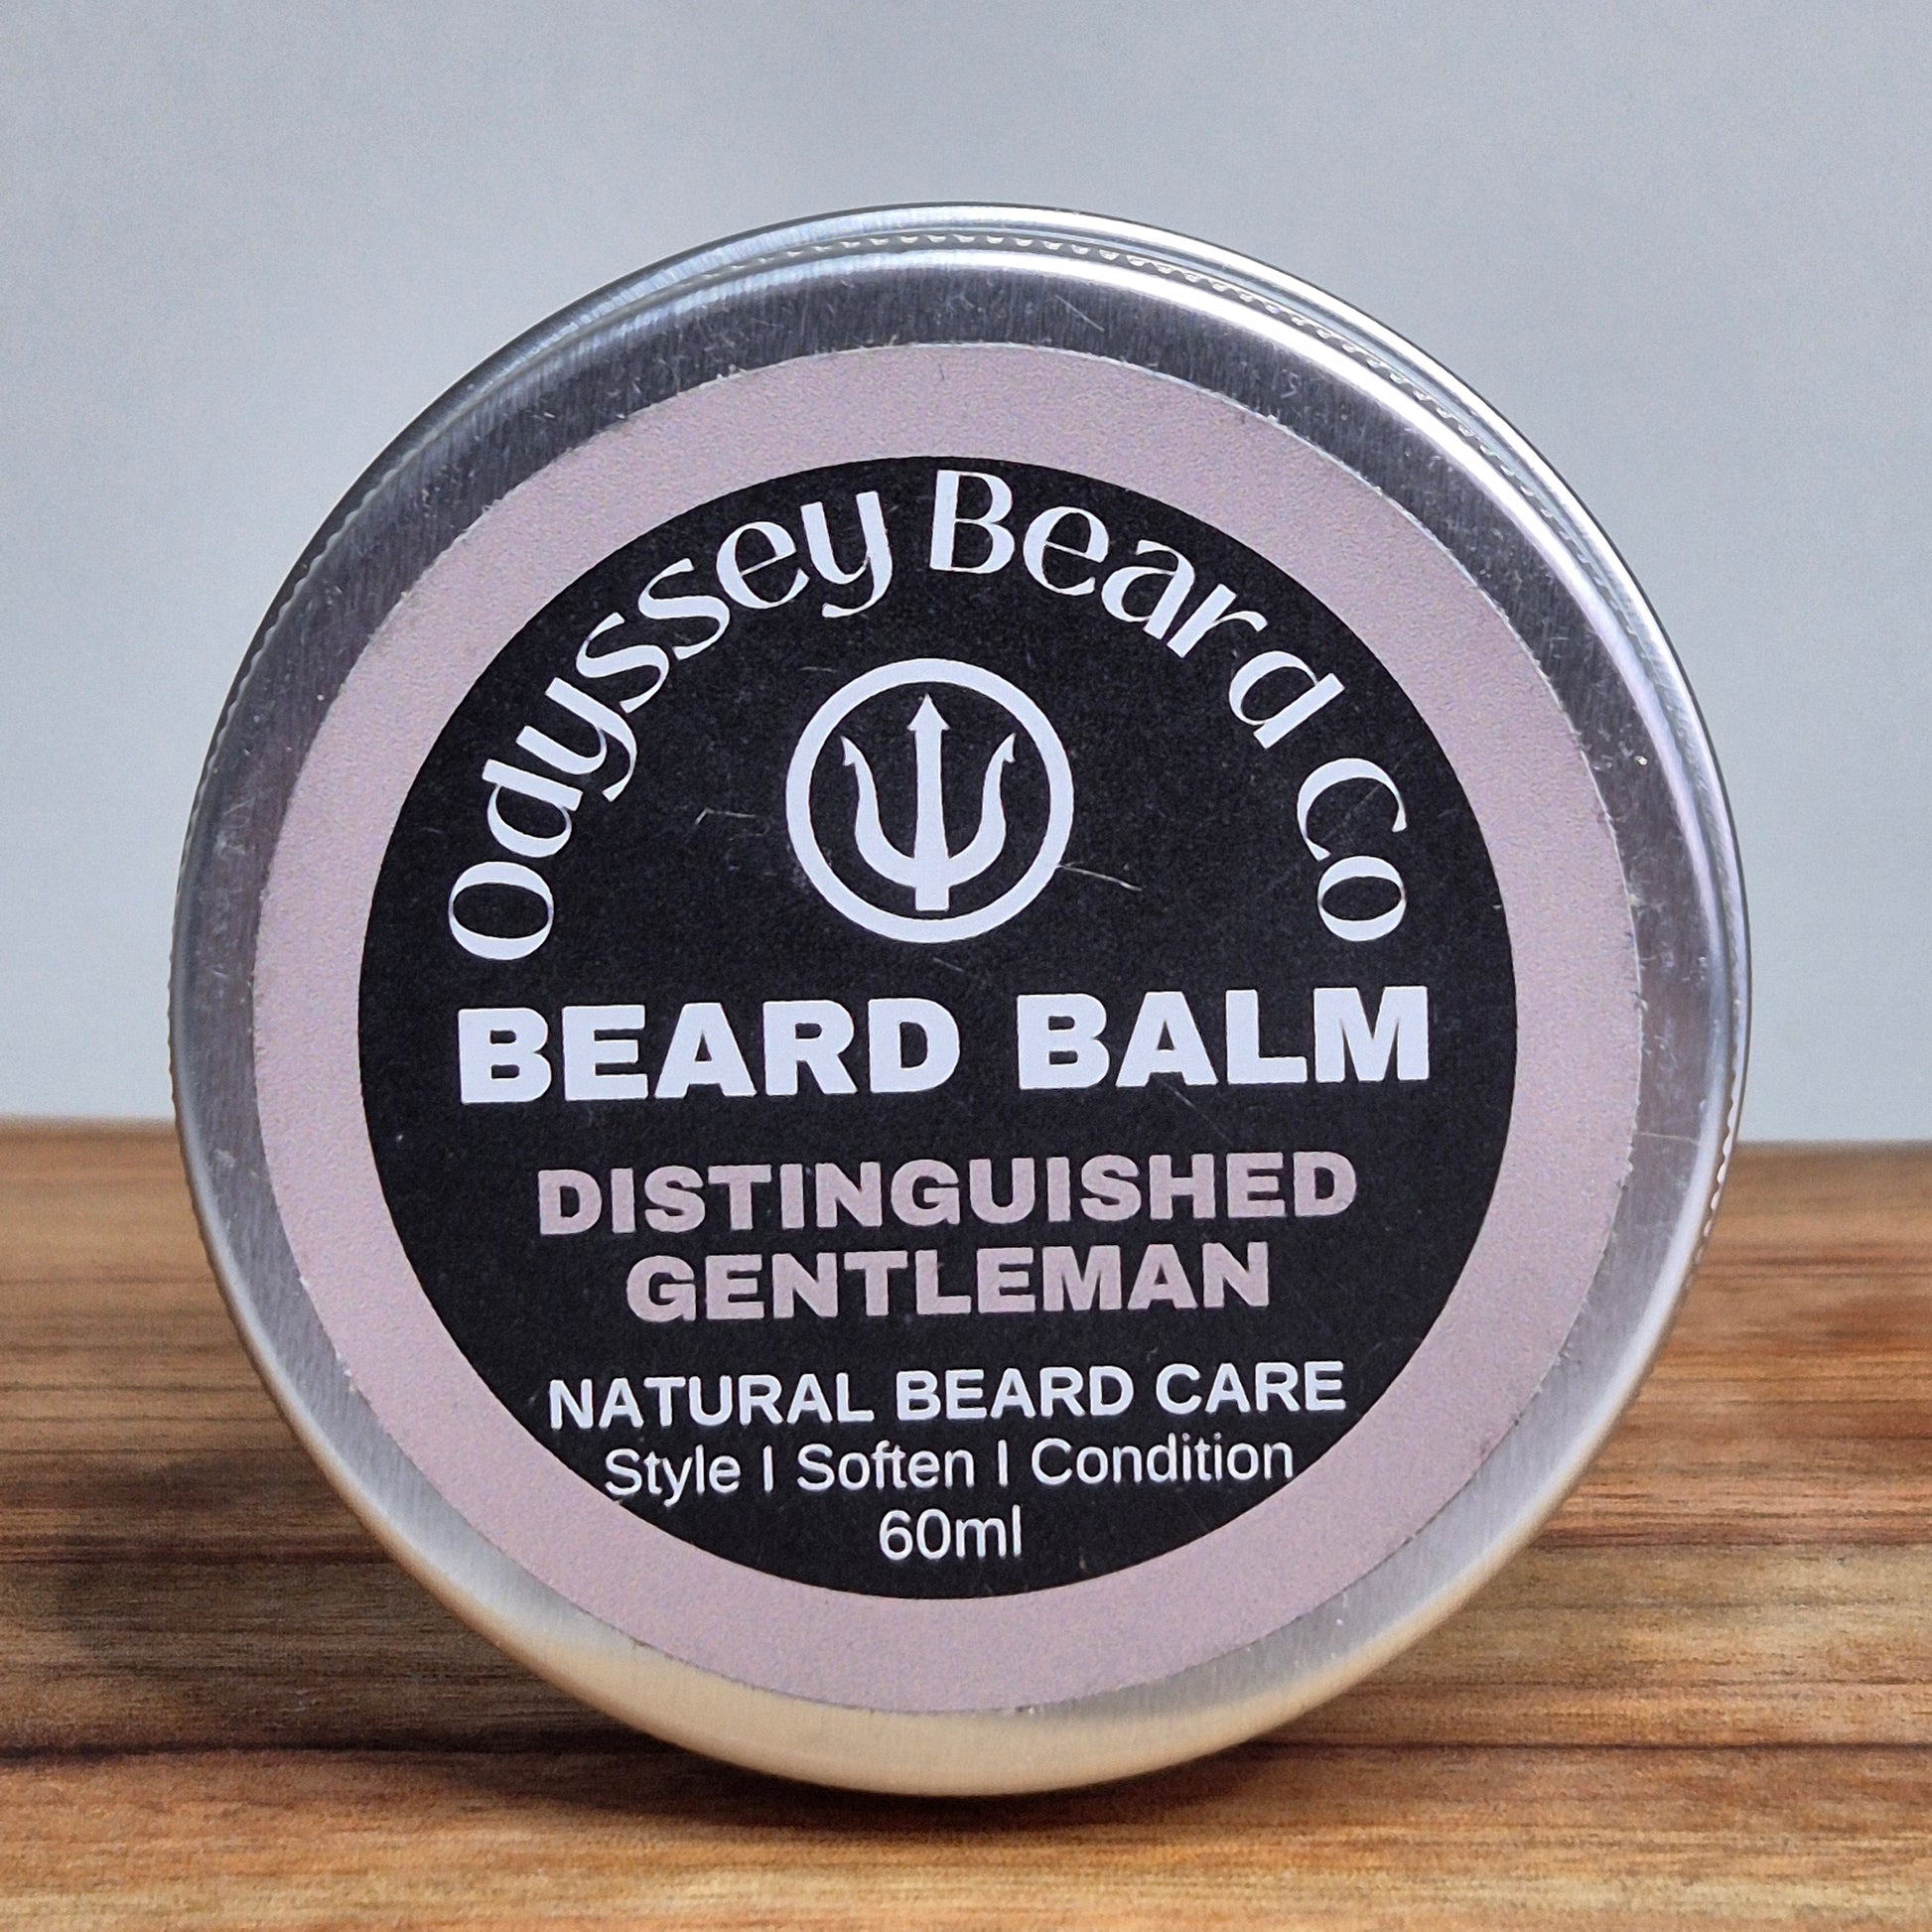 Odyssey Beard Co
BEARD BALM
DISTINGUISHED
GENTLEMAN
NATURAL BEARD CARE
Style | Soften | Condition
60ml